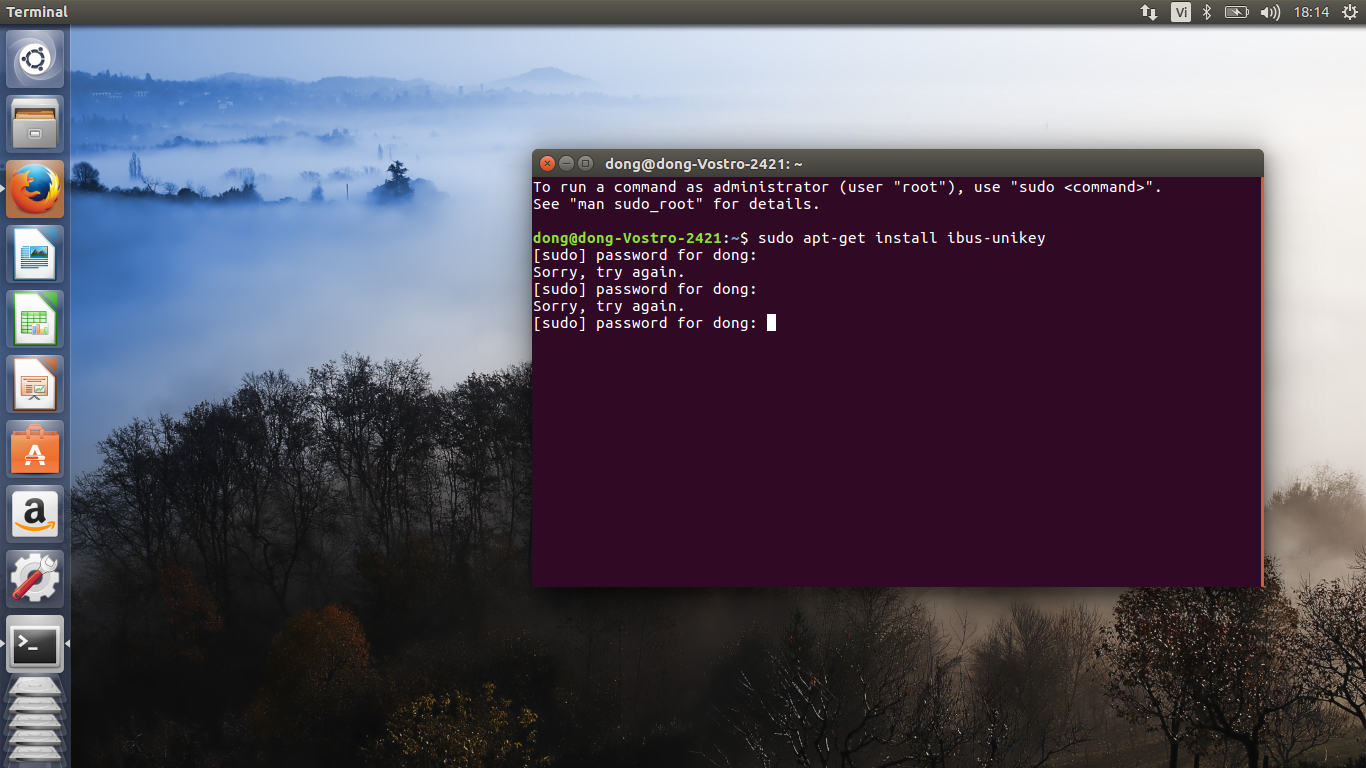 Terminal
Vi
18:14
dong@dong-Vostro-2421: ~
To run a command as administrator (user "root"), use "sudo <command>".
See "man sudo_root" for details.
dong@dong-Vostro-2421:~$ sudo apt-get install ibus-unikey
[sudo] password for dong:
Sorry, try again.
[sudo] password for dong:
Sorry, try again.
[sudo] password for dong: